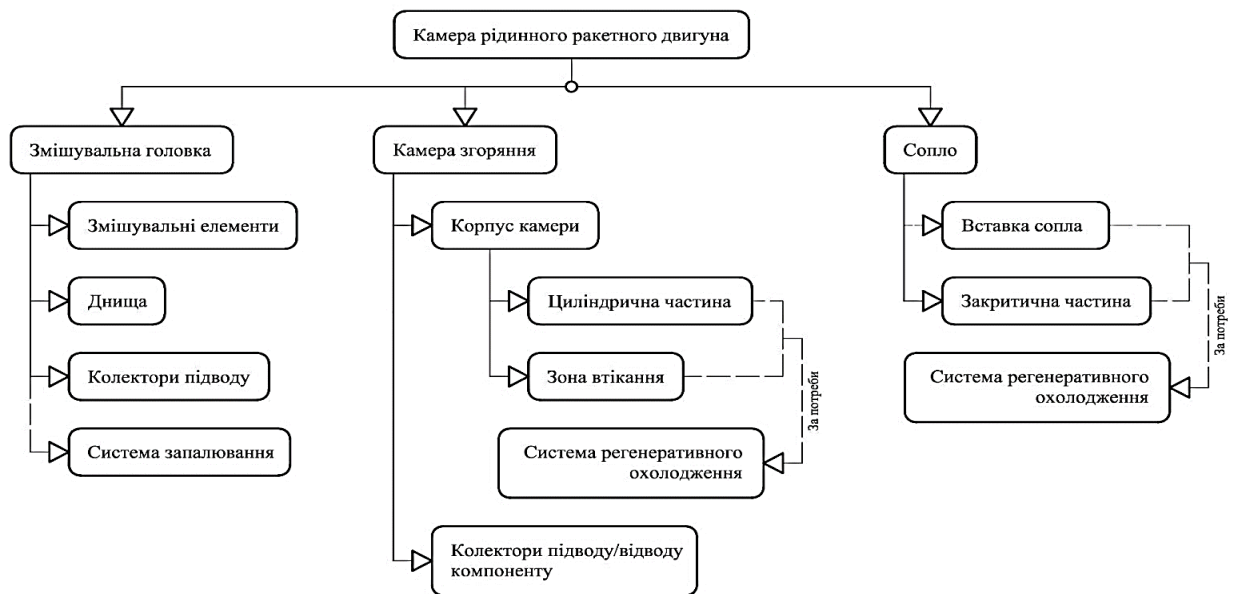 Камера рідинного ракетного двигуна
Змішувальна головка
Камера згоряння
Сопло
Змішувальні елементи
Днища
Колектори підводу
Система запалювання
Корпус камери
Циліндрична частина
Зона втікання
За потреби
Система регенеративного
охолодження
Колектори підводу/відводу
компоненту
Вставка сопла
Закритична частина
За потреби
Система регенеративного
охолодження